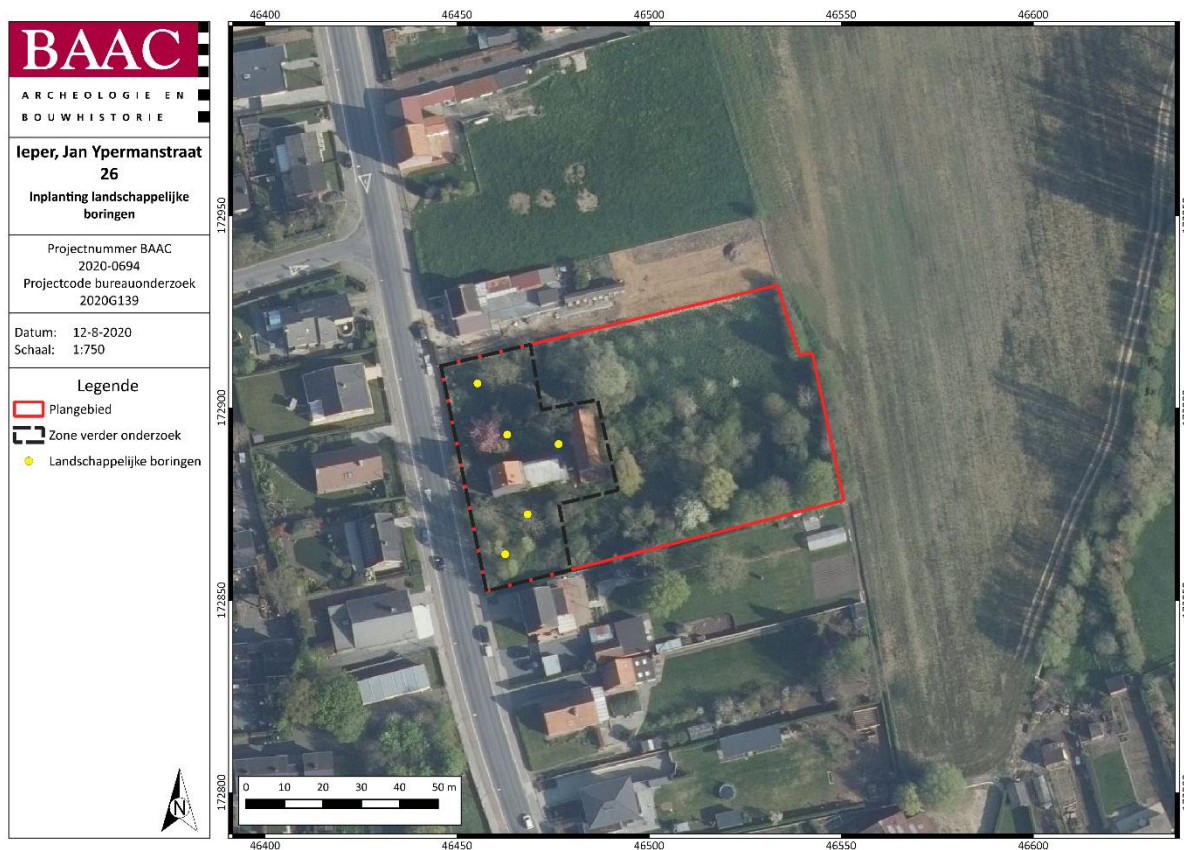 BAAC
ARCHEOLOGIE EN
BOUWHISTORIE
Ieper, Jan Ypermanstraat
26
Inplanting landschappelijke
boringen
Projectnummer BAAC
2020-0694
Projectcode bureauonderzoek
2020G139
Datum: 12-8-2020
Schaal: 1:750
Legende
Plangebied
Zone verder onderzoek
Landschappelijke boringen
N
46400 46450 46500 46550 46600
172950
172900
172850
172800
0 10 20 30 40 50 m
46400 46450 46500 46550 46600